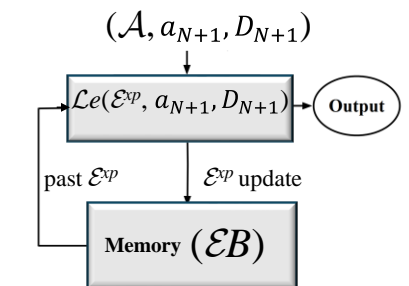 (𝒜, a_{N+1}, D_{N+1})
ℒe(ℰ^{xp}, a_{N+1}, D_{N+1})
Output
past ℰ^{xp}
ℰ^{xp} update
Memory (ℰB)